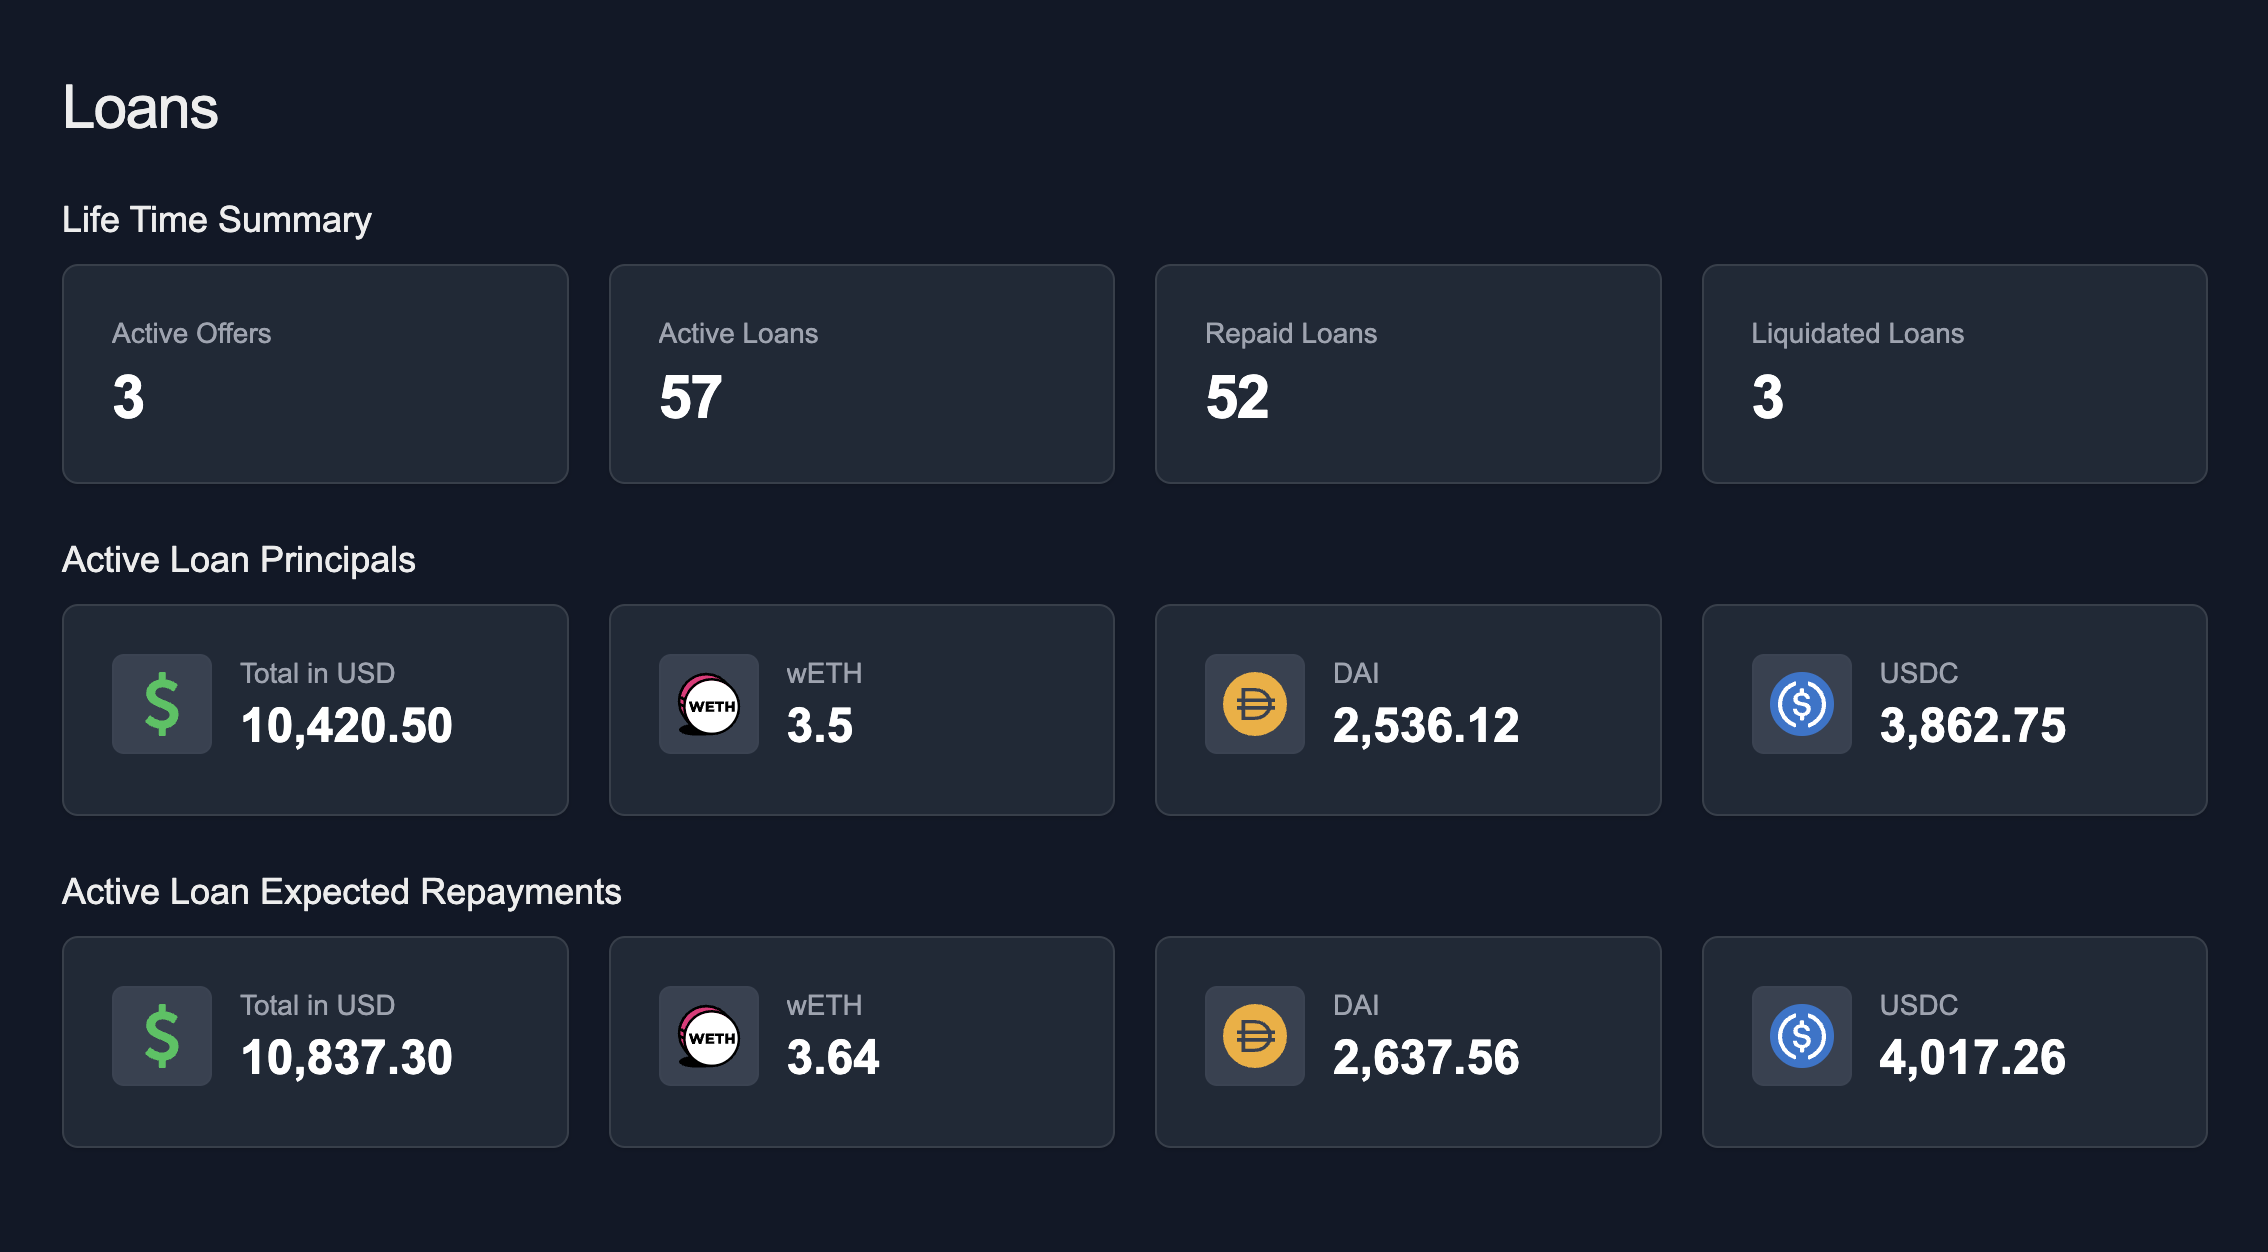 Loans
Life Time Summary
Active Offers
3
Active Loans
57
Repaid Loans
52
Liquidated Loans
3
Active Loan Principals
Total in USD
10,420.50
WETH
wETH
3.5
DAI
2,536.12
USDC
3,862.75
Active Loan Expected Repayments
Total in USD
10,837.30
WETH
wETH
3.64
DAI
2,637.56
USDC
4,017.26